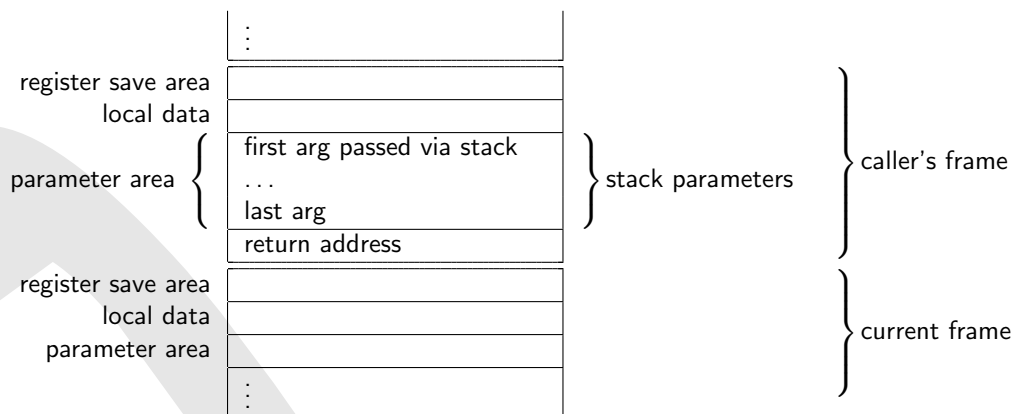 ⋮
register save area
local data
first arg passed via stack
parameter area
. . .
stack parameters
caller's frame
last arg
return address
register save area
local data
parameter area
current frame
⋮